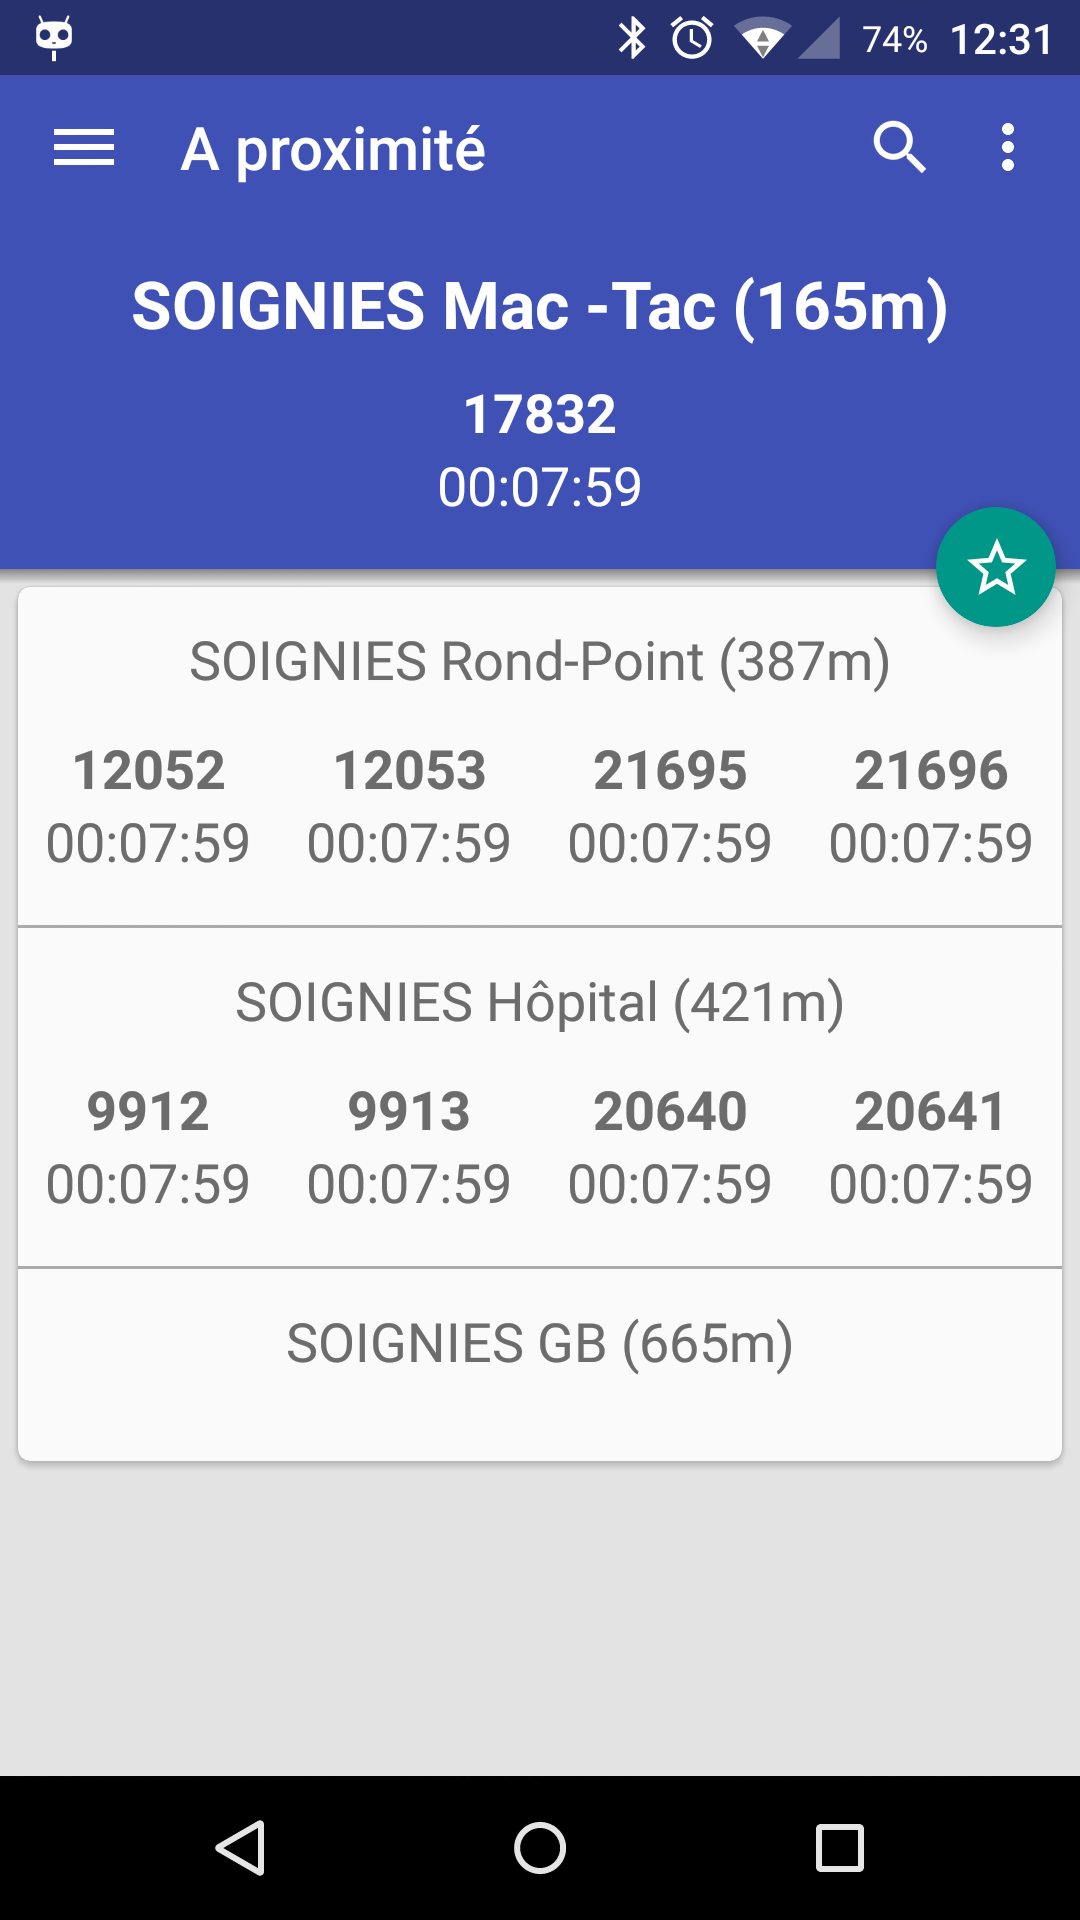 74% 12:31
A proximité
SOIGNIES Mac -Tac (165m)
17832
00:07:59
SOIGNIES Rond-Point (387m)
12052 12053 21695 21696
00:07:59 00:07:59 00:07:59 00:07:59
SOIGNIES Hôpital (421m)
9912 9913 20640 20641
00:07:59 00:07:59 00:07:59 00:07:59
SOIGNIES GB (665m)